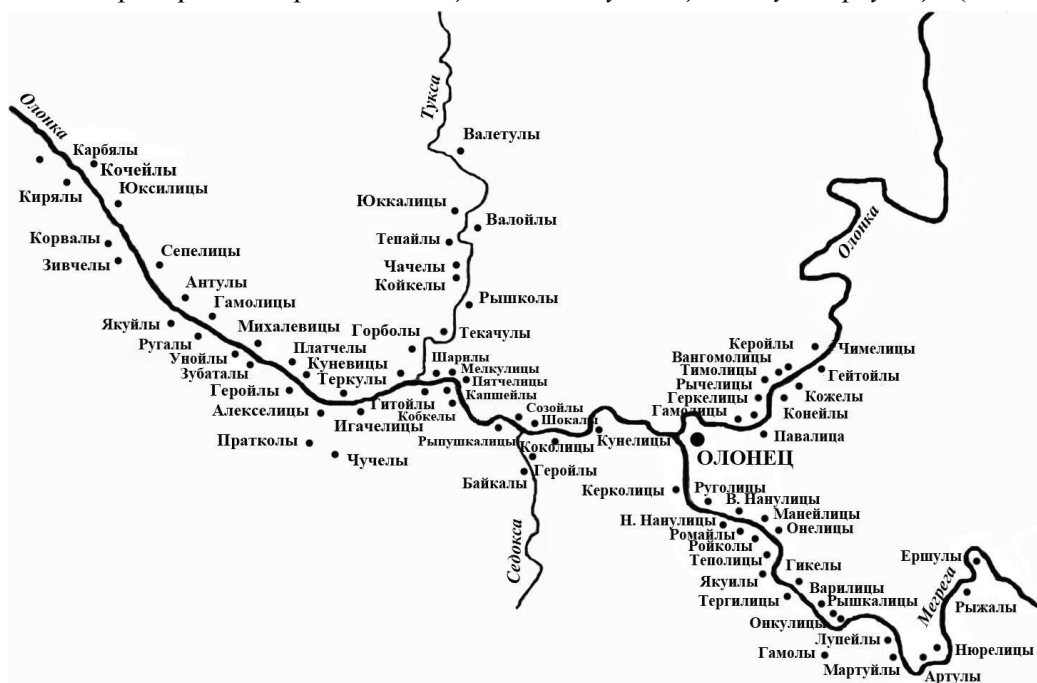 Олонка
Тукса
Валетулы
Карбялы
Кочейлы
Кирялы
Юксилицы
Юккалицы
Валойлы
Олонка
Корвалы
Тепайлы
Сепелицы
Зивчелы
Чачелы
Койкелы
Антулы
Гамолицы
Рышколы
Якуйлы
Михалевицы
Горболы
Текачулы
Ругалы
Керойлы
Чимелицы
Унойлы
Платчелы
Шарилы
Вангомолицы
Зубаталы
Куневицы
Мелкулицы
Тимолицы
Гейтойлы
Теркулы
Пятчелицы
Рычелицы
Геройлы
Капшейлы
Геркелицы
Кожелы
Алекселицы
Гитойлы
Созойлы
Гамолицы
Конейлы
Кобкелы
Шокалы
Игачелицы
Рыпушкалицы
Кунелицы
Павалица
Пратколы
Коколицы
ОЛОНЕЦ
Чучелы
Байкалы
Геройлы
Керколицы
Руголицы
В. Нанулицы
Манейлицы
Н. Нанулицы
Онелицы
Ромайлы
Седокса
Ройколы
Теполицы
Гикелы
Ершулы
Якуилы
Варилицы
Мегрега
Тергилицы
Рышкалицы
Рыжалы
Онкулицы
Лупейлы
Гамолы
Нюрелицы
Мартуйлы
Артулы